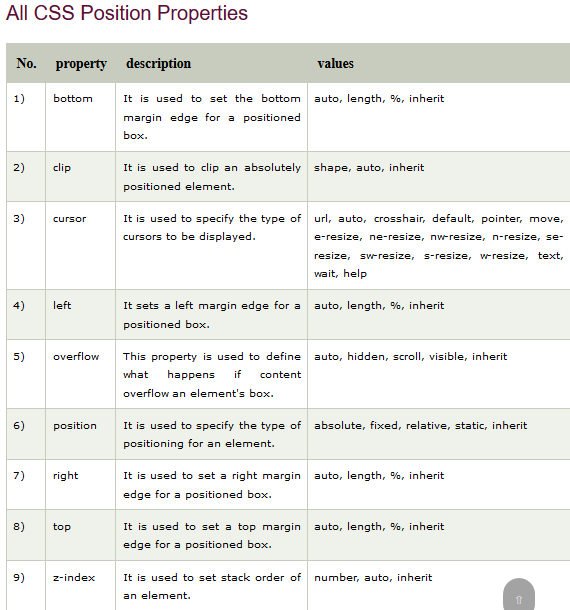 All CSS Position Properties
No. property description values
1) bottom It is used to set the bottom auto, length, %, inherit
margin edge for a positioned
box.
2) clip It is used to clip an absolutely shape, auto, inherit
positioned element.
3) cursor It is used to specify the type of url, auto, crosshair, default, pointer, move,
cursors to be displayed. e-resize, ne-resize, nw-resize, n-resize, se-
resize, sw-resize, s-resize, w-resize, text,
wait, help
4) left It sets a left margin edge for a auto, length, %, inherit
positioned box.
5) overflow This property is used to define auto, hidden, scroll, visible, inherit
what happens if content
overflow an element's box.
6) position It is used to specify the type of absolute, fixed, relative, static, inherit
positioning for an element.
7) right It is used to set a right margin auto, length, %, inherit
edge for a positioned box.
8) top It is used to set a top margin auto, length, %, inherit
edge for a positioned box.
9) z-index It is used to set stack order of number, auto, inherit
an element.
⇧